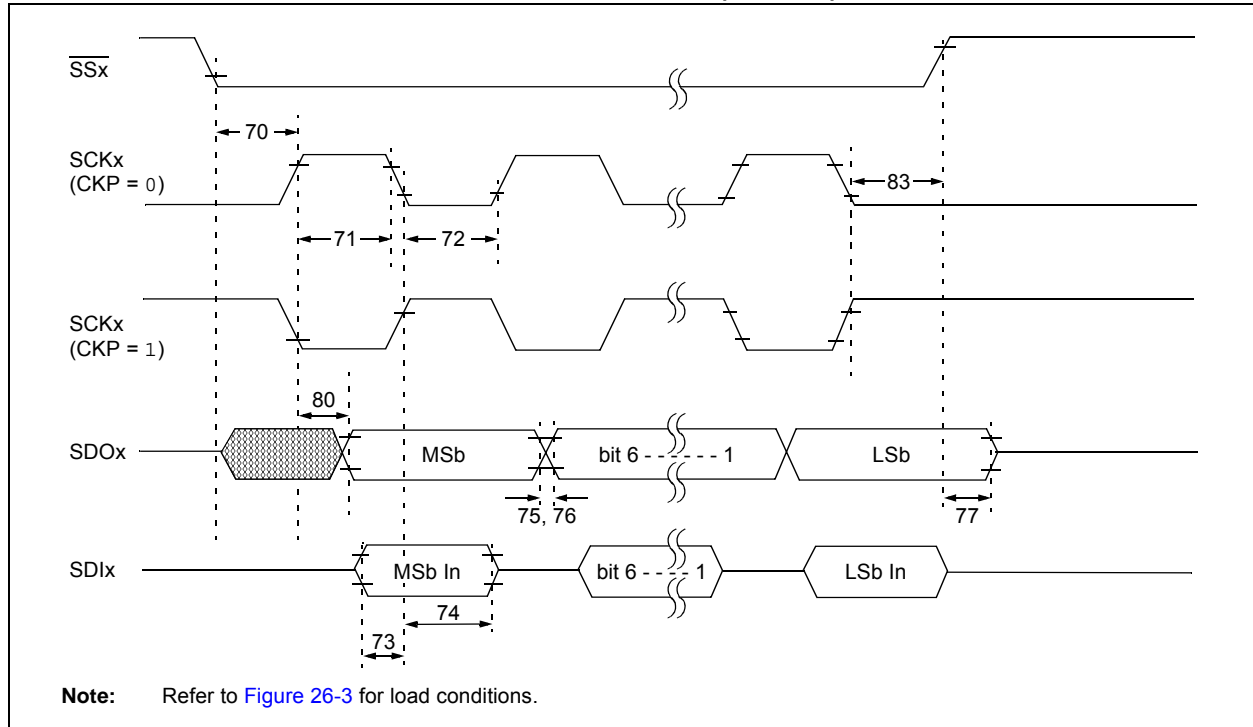 SSx
70
SCKx
(CKP = 0)
83
71
72
SCKx
(CKP = 1)
80
SDOx
MSb
bit 6 - - - - - - 1
LSb
75, 76
77
SDIx
MSb In
bit 6 - - - - 1
LSb In
74
73
Note: Refer to Figure 26-3 for load conditions.